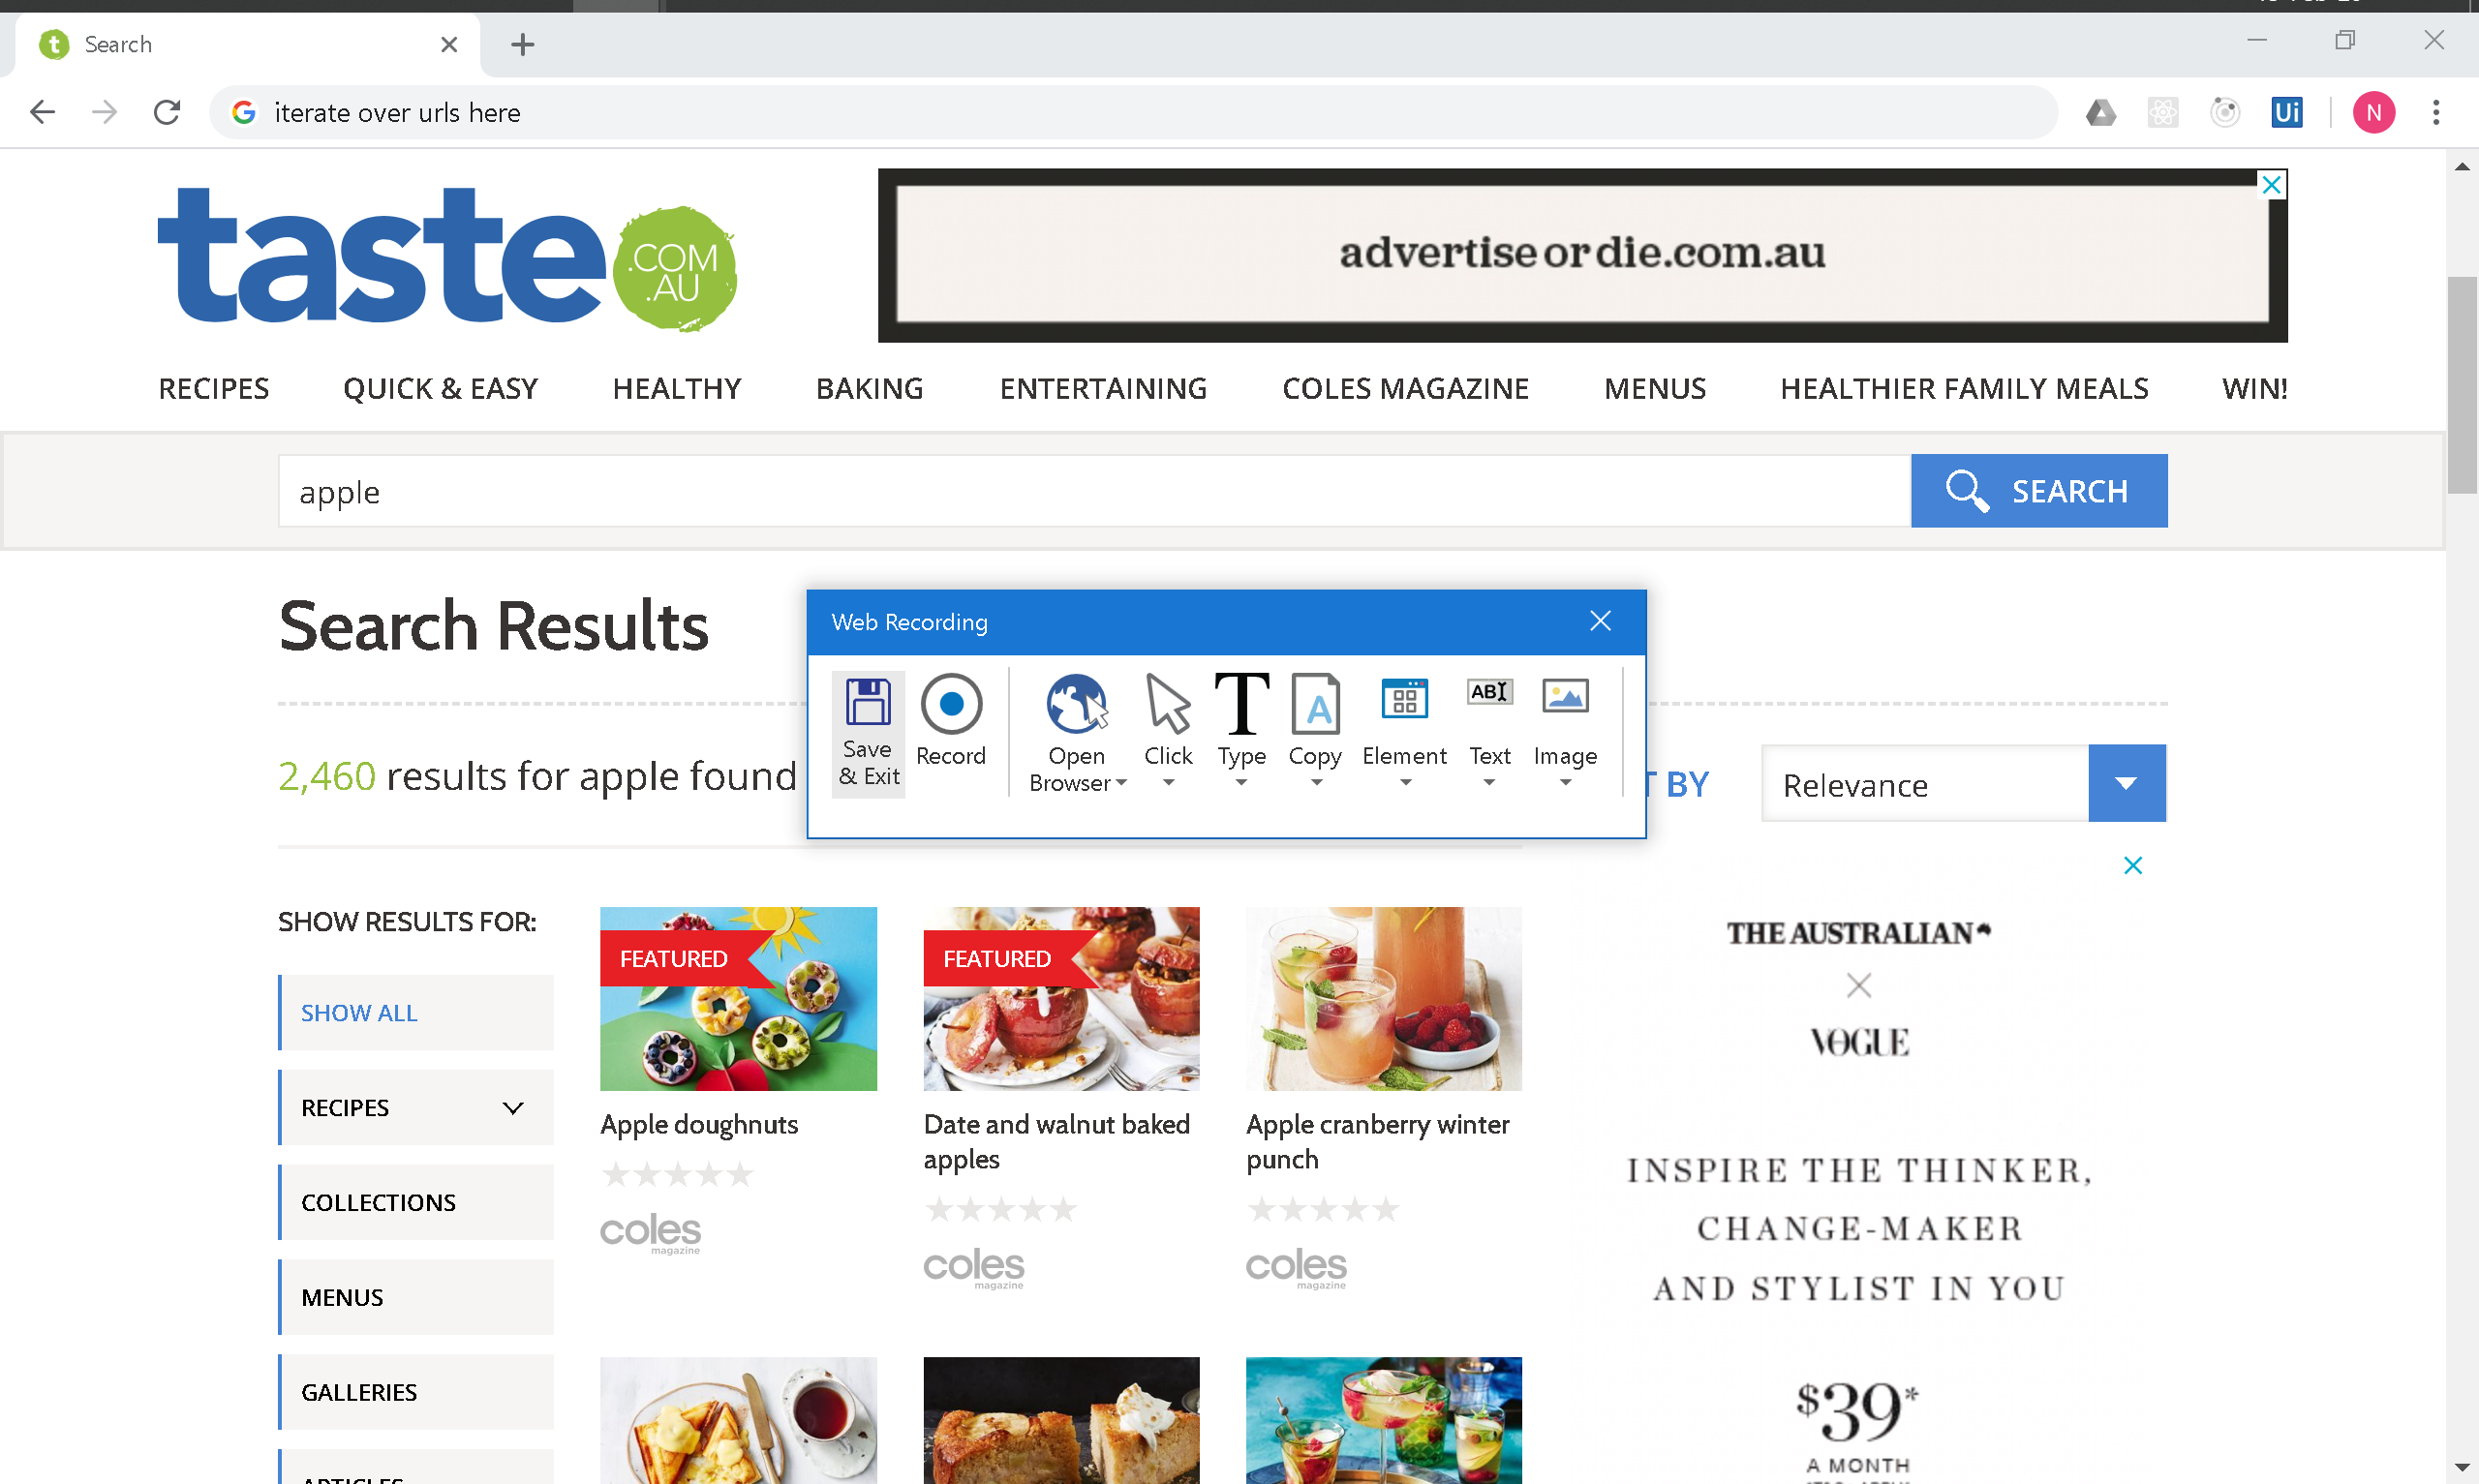 Search
iterate over urls here
Ui
N
taste
.COM
.AU
advertiseordie.com.au
RECIPES QUICK & EASY HEALTHY BAKING ENTERTAINING COLES MAGAZINE MENUS HEALTHIER FAMILY MEALS WIN!
apple
SEARCH
Search Results
Web Recording
Save
& Exit
Record
Open
Browser
Click
Type
Copy
Element
Text
Image
2,460 results for apple found
T BY
Relevance
SHOW RESULTS FOR:
SHOW ALL
RECIPES
COLLECTIONS
MENUS
GALLERIES
ARTICLES
FEATURED
Apple doughnuts
coles
magazine
FEATURED
Date and walnut baked
apples
coles
magazine
Apple cranberry winter
punch
coles
magazine
THE AUSTRALIAN
VOGUE
INSPIRE THE THINKER,
CHANGE-MAKER
AND STYLIST IN YOU
$39*
A MONTH